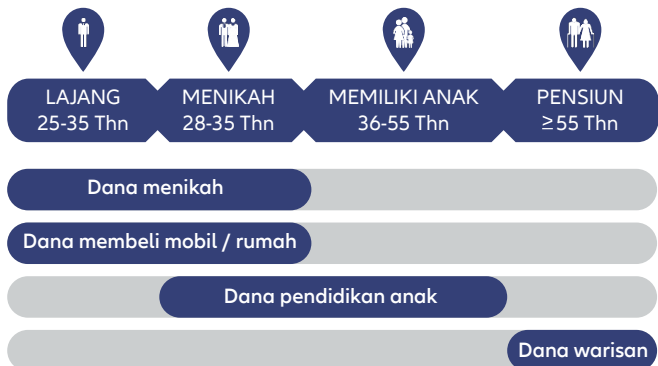 LAJANG
25-35 Thn
MENIKAH
28-35 Thn
MEMILIKI ANAK
36-55 Thn
PENSIUN
≥55 Thn
Dana menikah
Dana membeli mobil / rumah
Dana pendidikan anak
Dana warisan